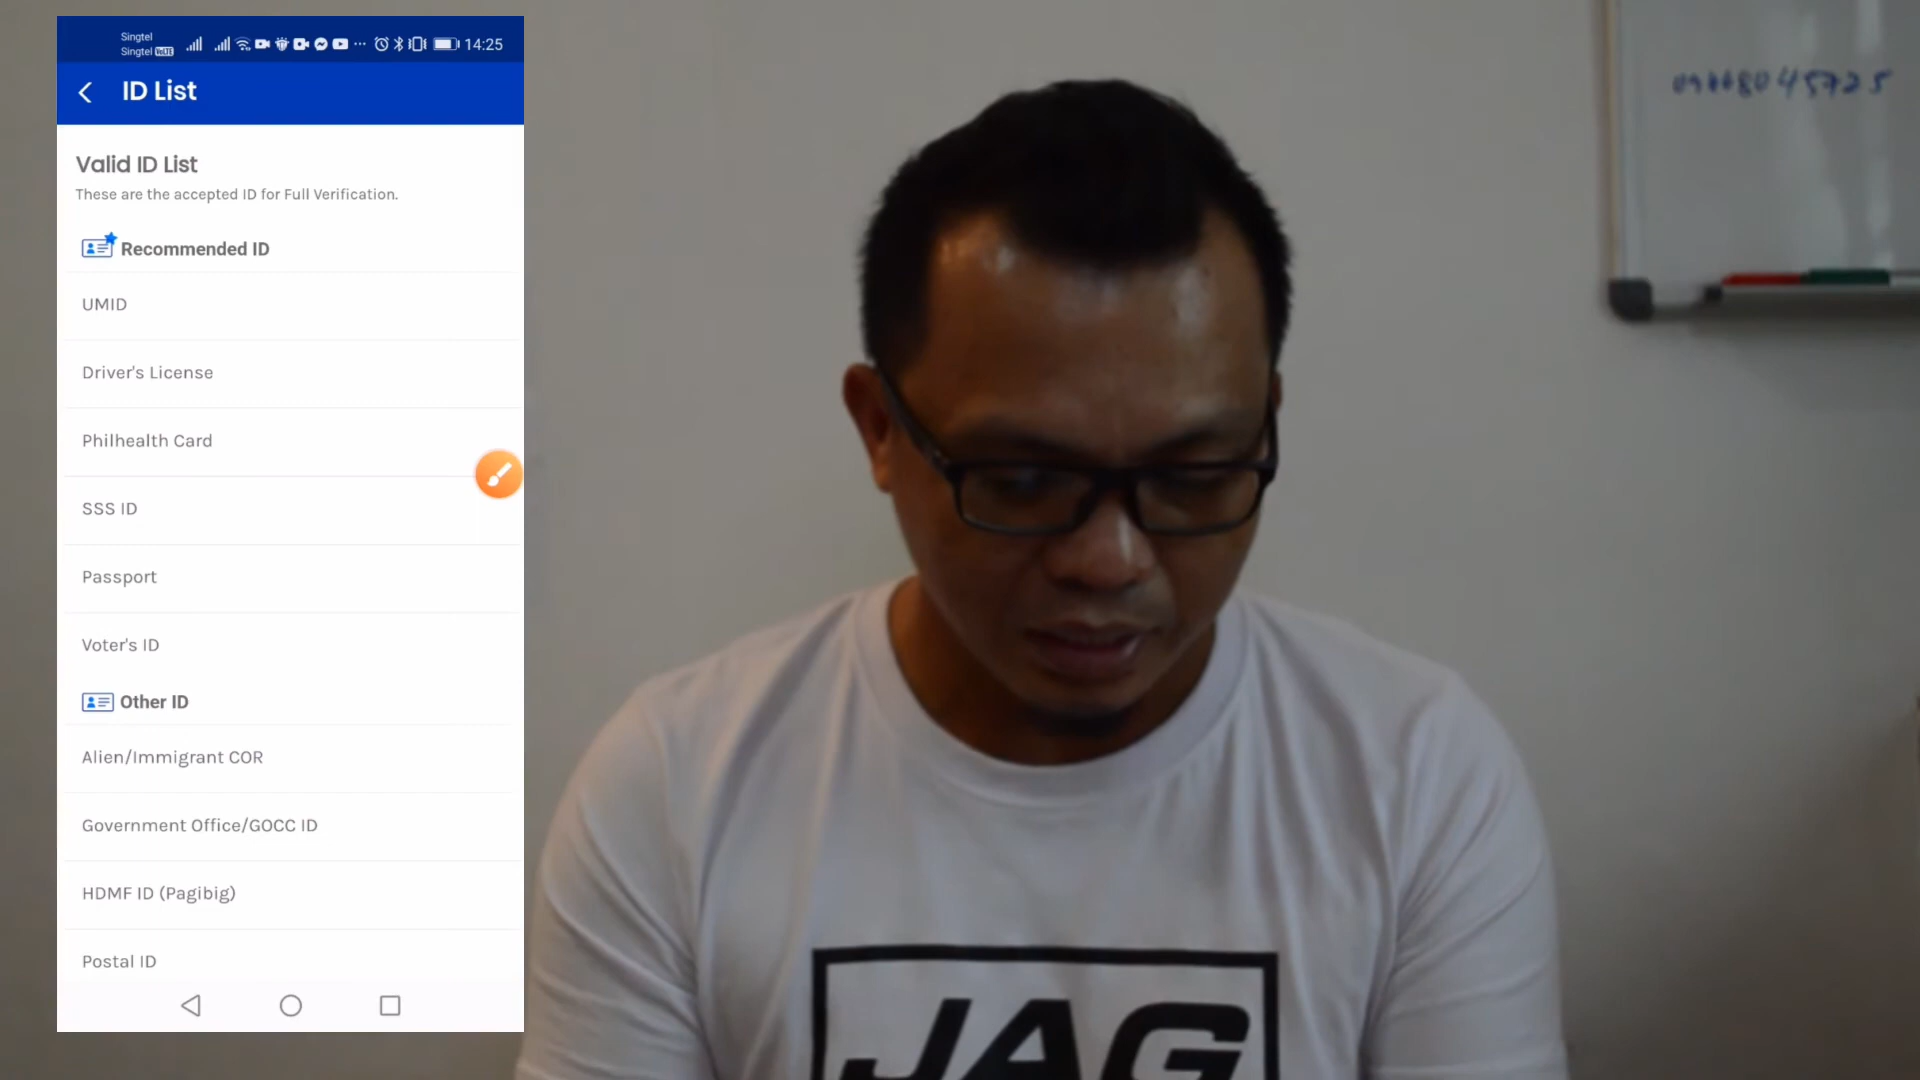 Singtel
Singtel VoLTE
14:25
ID List
Valid ID List
These are the accepted ID for Full Verification.
Recommended ID
UMID
Driver's License
Philhealth Card
SSS ID
Passport
Voter's ID
Other ID
Alien/Immigrant COR
Government Office/GOCC ID
HDMF ID (Pagibig)
Postal ID
JAG